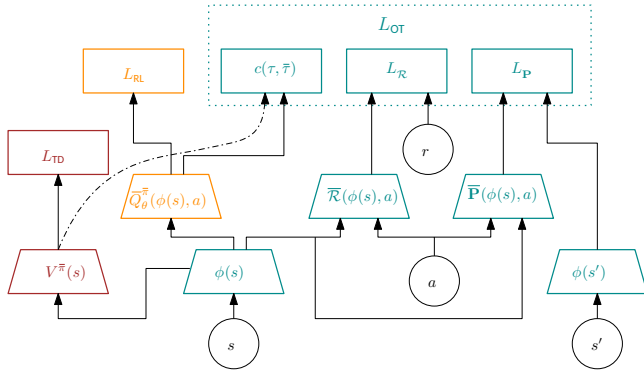 L_OT
L_RL
c(τ, τ̄)
L_R
L_P
L_TD
r
Q̄_θ^π̄(φ(s), a)
R̄(φ(s), a)
P̄(φ(s), a)
V^π̄(s)
φ(s)
a
φ(s′)
s
s′